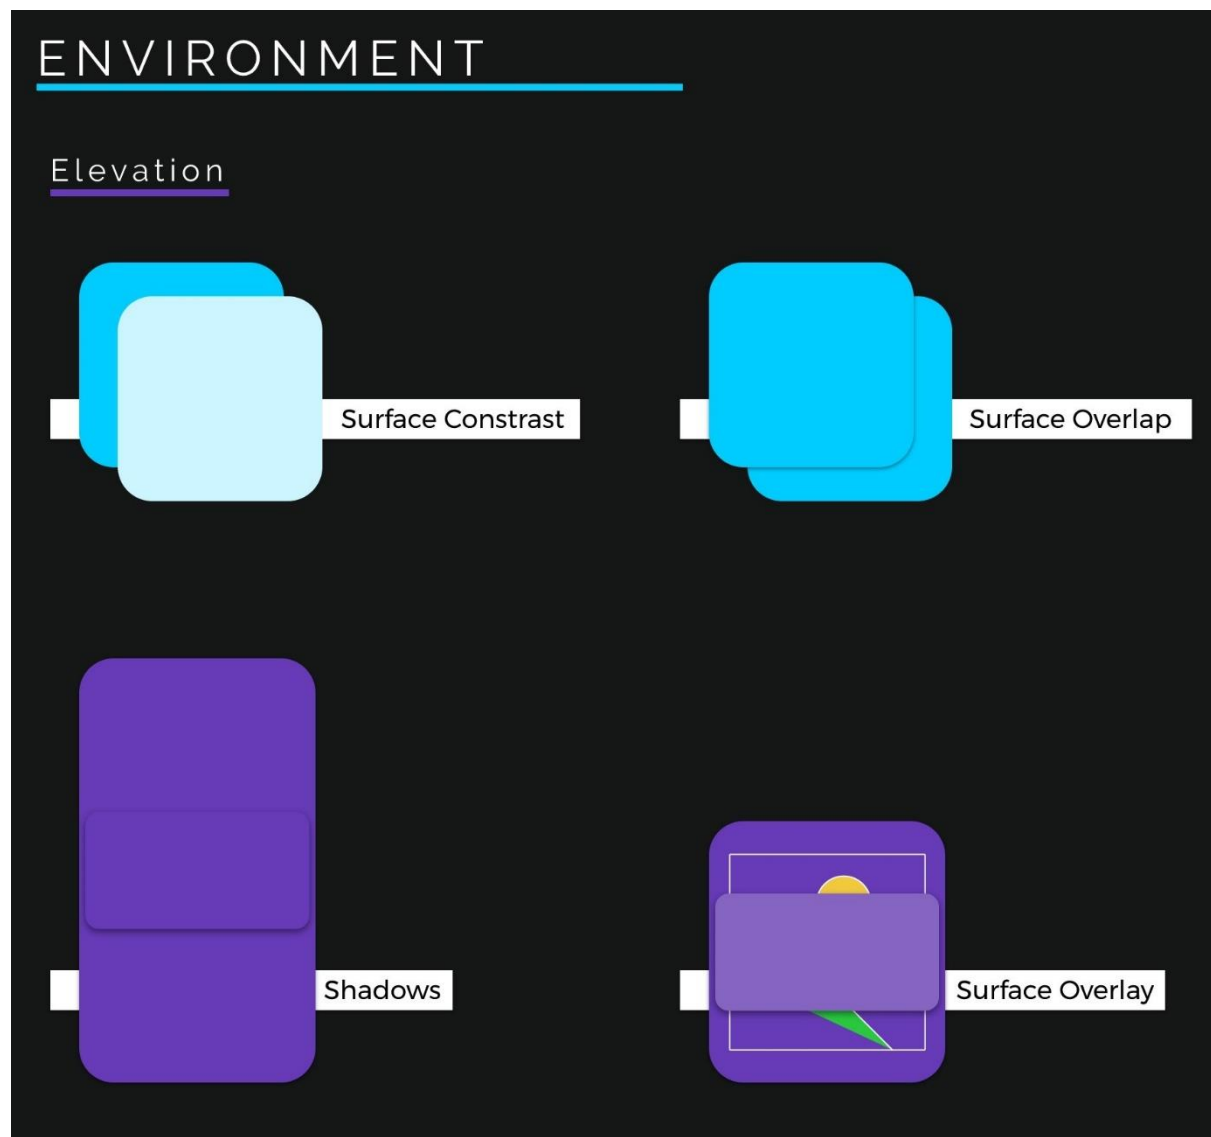 ENVIRONMENT
Elevation
Surface Constrast
Surface Overlap
Shadows
Surface Overlay